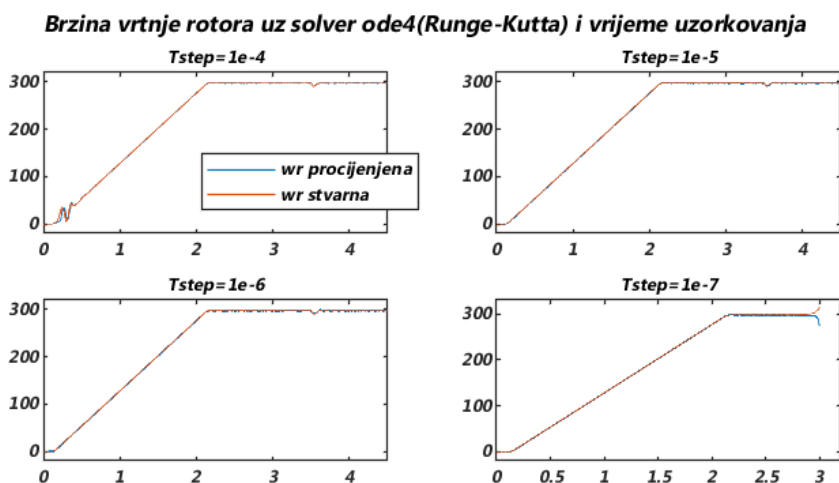 Brzina vrtnje rotora uz solver ode4(Runge-Kutta) i vrijeme uzorkovanja
Tstep=1e-4
300
200
100
0
0 1 2 3 4
wr procijenjena
wr stvarna
Tstep=1e-5
300
200
100
0
0 1 2 3 4
Tstep=1e-6
300
200
100
0
0 1 2 3 4
Tstep=1e-7
300
200
100
0
0 0.5 1 1.5 2 2.5 3